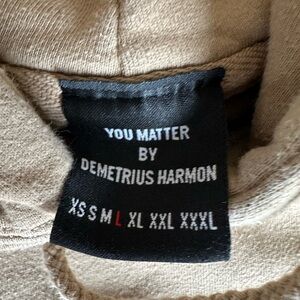 YOU MATTER
BY
DEMETRIUS HARMON
XS S M L XL XXL XXXL